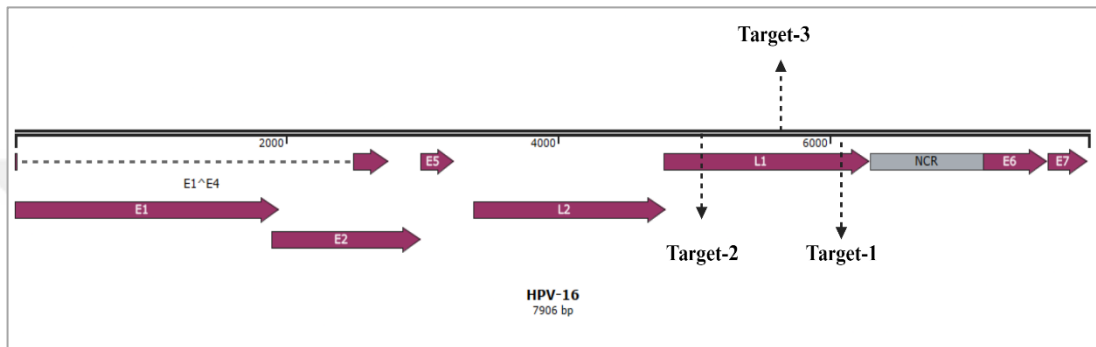 Target-3
2000
4000
6000
E5
L1
NCR
E6
E7
E1^E4
E1
L2
E2
Target-2
Target-1
HPV-16
7906 bp